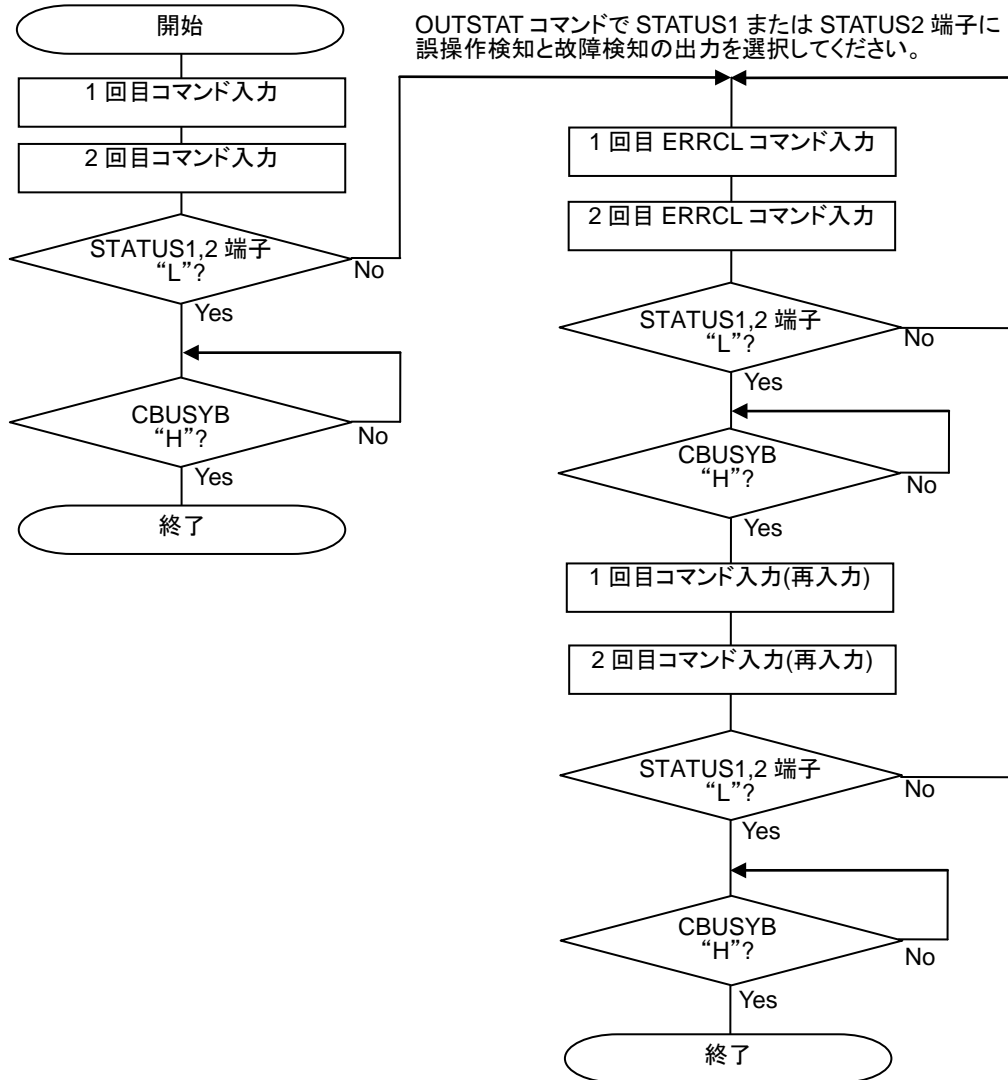 開始
1 回目コマンド入力
2 回目コマンド入力
STATUS1,2 端子
“L”?
No
Yes
CBUSYB
“H”?
No
Yes
終了
OUTSTAT コマンドで STATUS1 または STATUS2 端子に
誤操作検知と故障検知の出力を選択してください。
1 回目 ERRCL コマンド入力
2 回目 ERRCL コマンド入力
STATUS1,2 端子
“L”?
No
Yes
CBUSYB
“H”?
No
Yes
1 回目コマンド入力(再入力)
2 回目コマンド入力(再入力)
STATUS1,2 端子
“L”?
No
Yes
CBUSYB
“H”?
No
Yes
終了